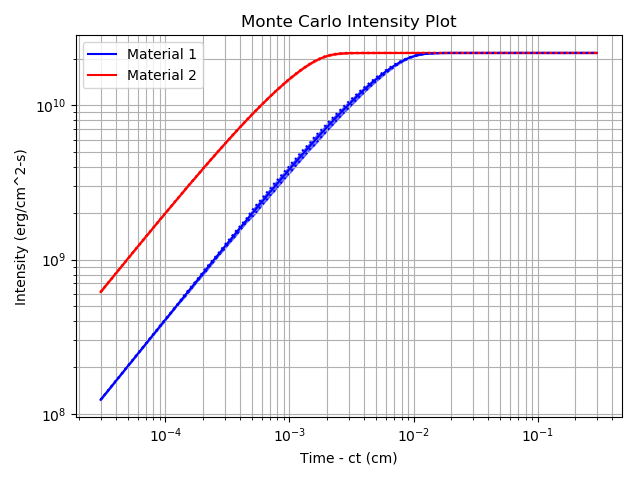 Monte Carlo Intensity Plot
Material 1
Material 2
Intensity (erg/cm^2-s)
10^10
10^9
10^8
10^-4
10^-3
10^-2
10^-1
Time - ct (cm)